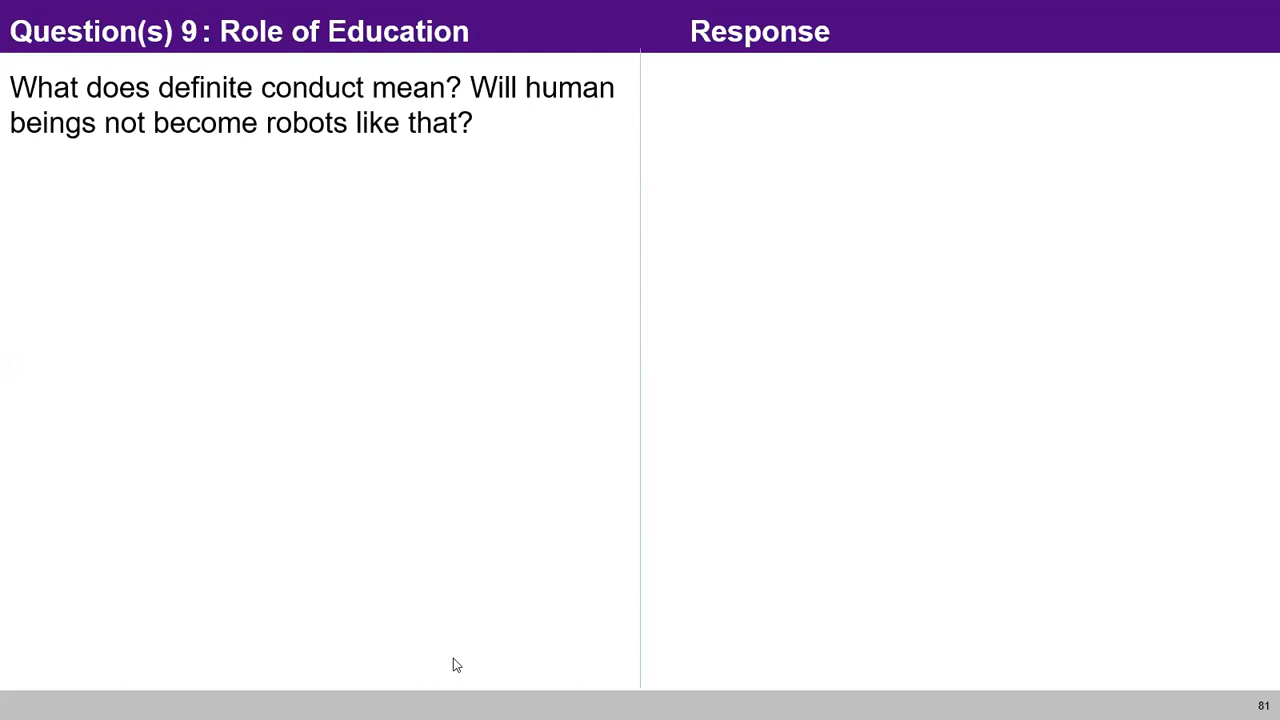 Question(s) 9: Role of Education
Response
What does definite conduct mean? Will human
beings not become robots like that?
81